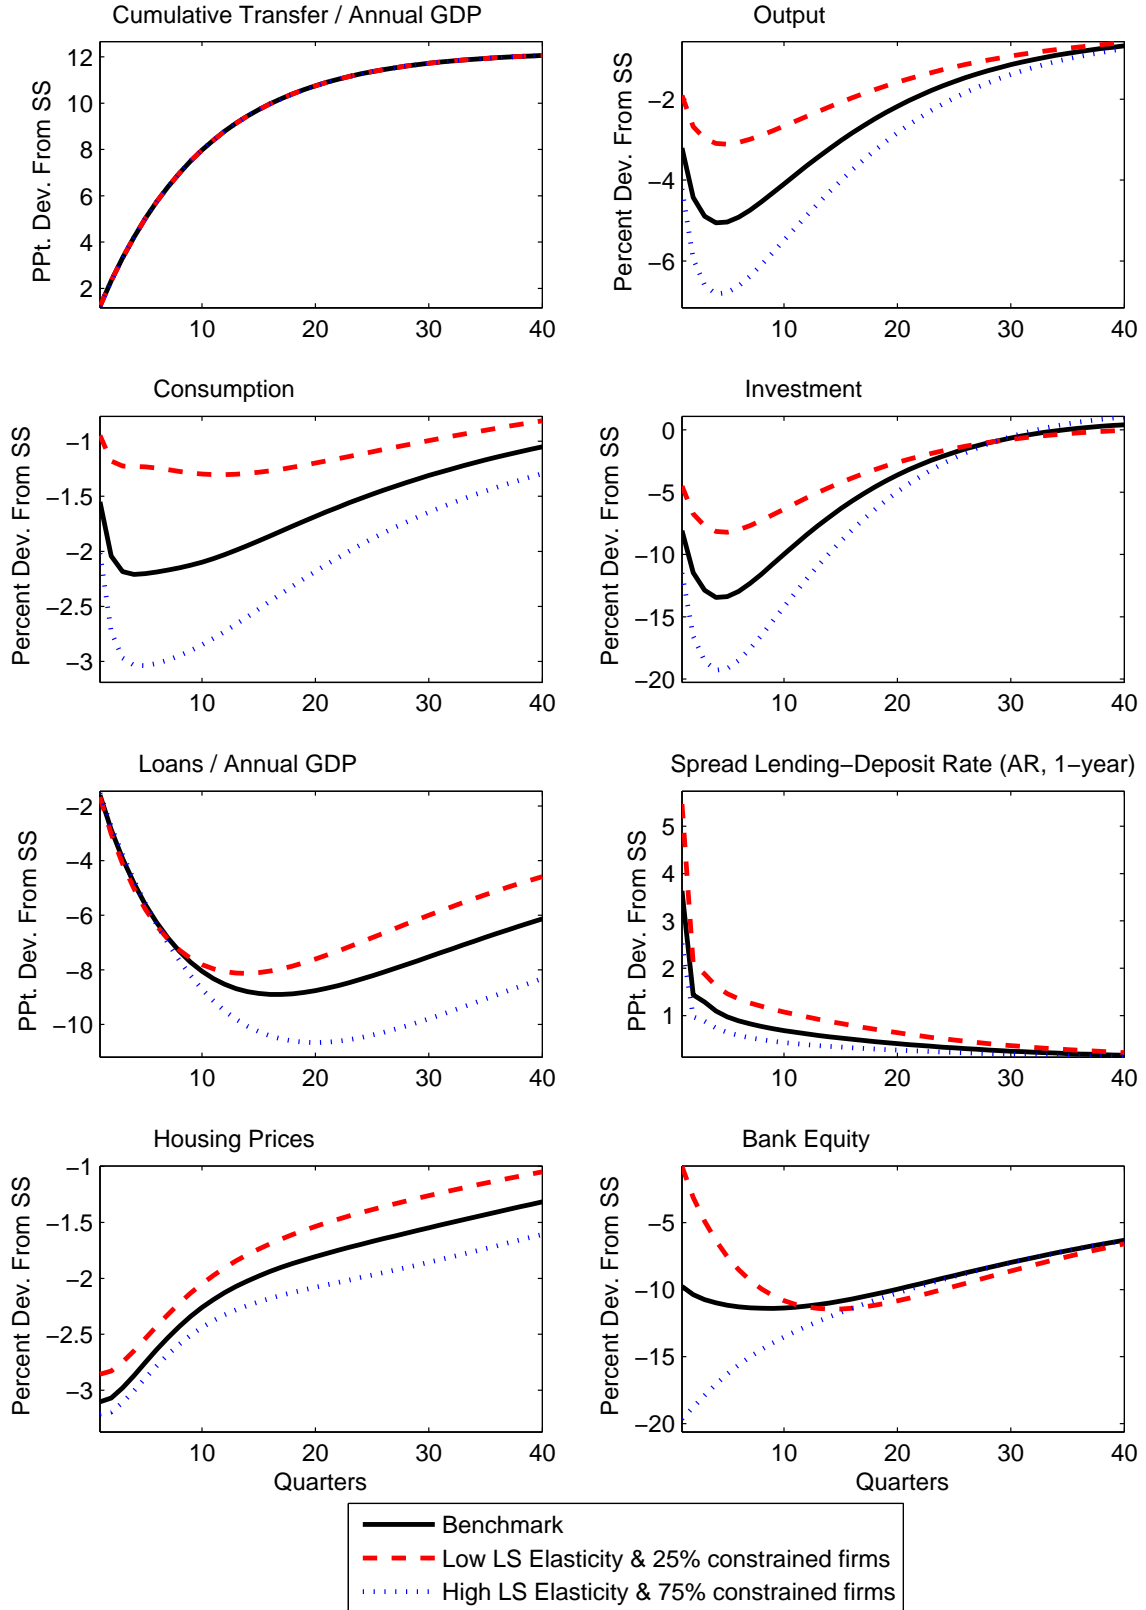 Cumulative Transfer / Annual GDP
PPt. Dev. From SS
12
10
8
6
4
2
10 20 30 40
Output
Percent Dev. From SS
−2
−4
−6
10 20 30 40
Consumption
Percent Dev. From SS
−1
−1.5
−2
−2.5
−3
10 20 30 40
Investment
Percent Dev. From SS
0
−5
−10
−15
−20
10 20 30 40
Loans / Annual GDP
PPt. Dev. From SS
−2
−4
−6
−8
−10
10 20 30 40
Spread Lending−Deposit Rate (AR, 1−year)
PPt. Dev. From SS
5
4
3
2
1
10 20 30 40
Housing Prices
Percent Dev. From SS
−1
−1.5
−2
−2.5
−3
10 20 30 40
Quarters
Bank Equity
Percent Dev. From SS
−5
−10
−15
−20
10 20 30 40
Quarters
Benchmark
Low LS Elasticity & 25% constrained firms
High LS Elasticity & 75% constrained firms